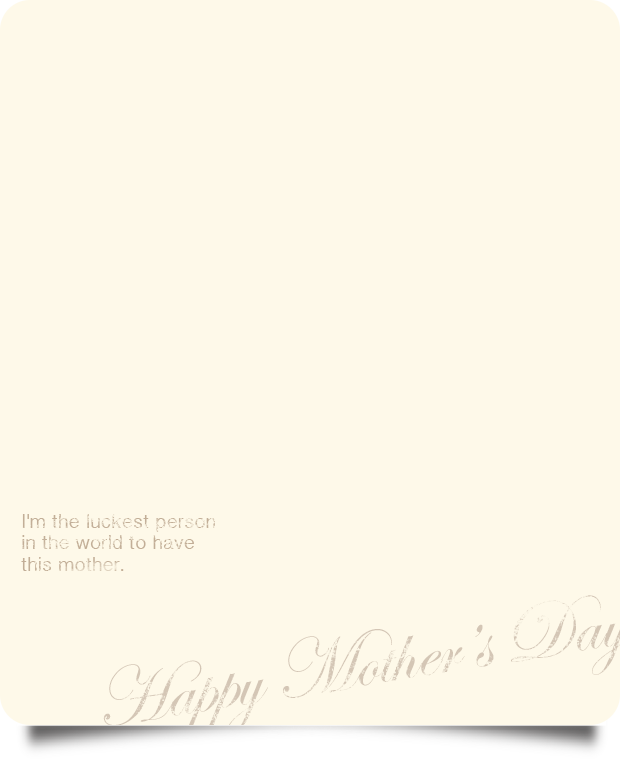 I'm the luckest person
in the world to have
this mother.
Happy Mother's Day